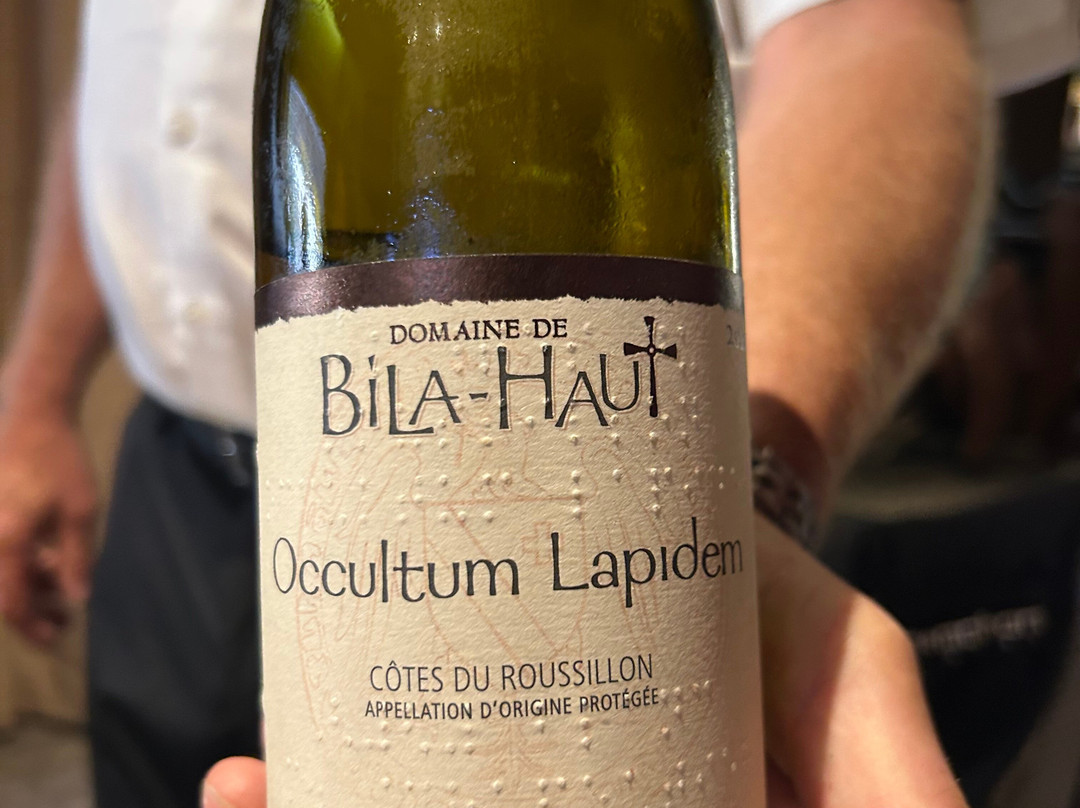 DOMAINE DE
BiLA-HAUT
Occultum Lapidem
CÔTES DU ROUSSILLON
APPELLATION D'ORIGINE PROTÉGÉE